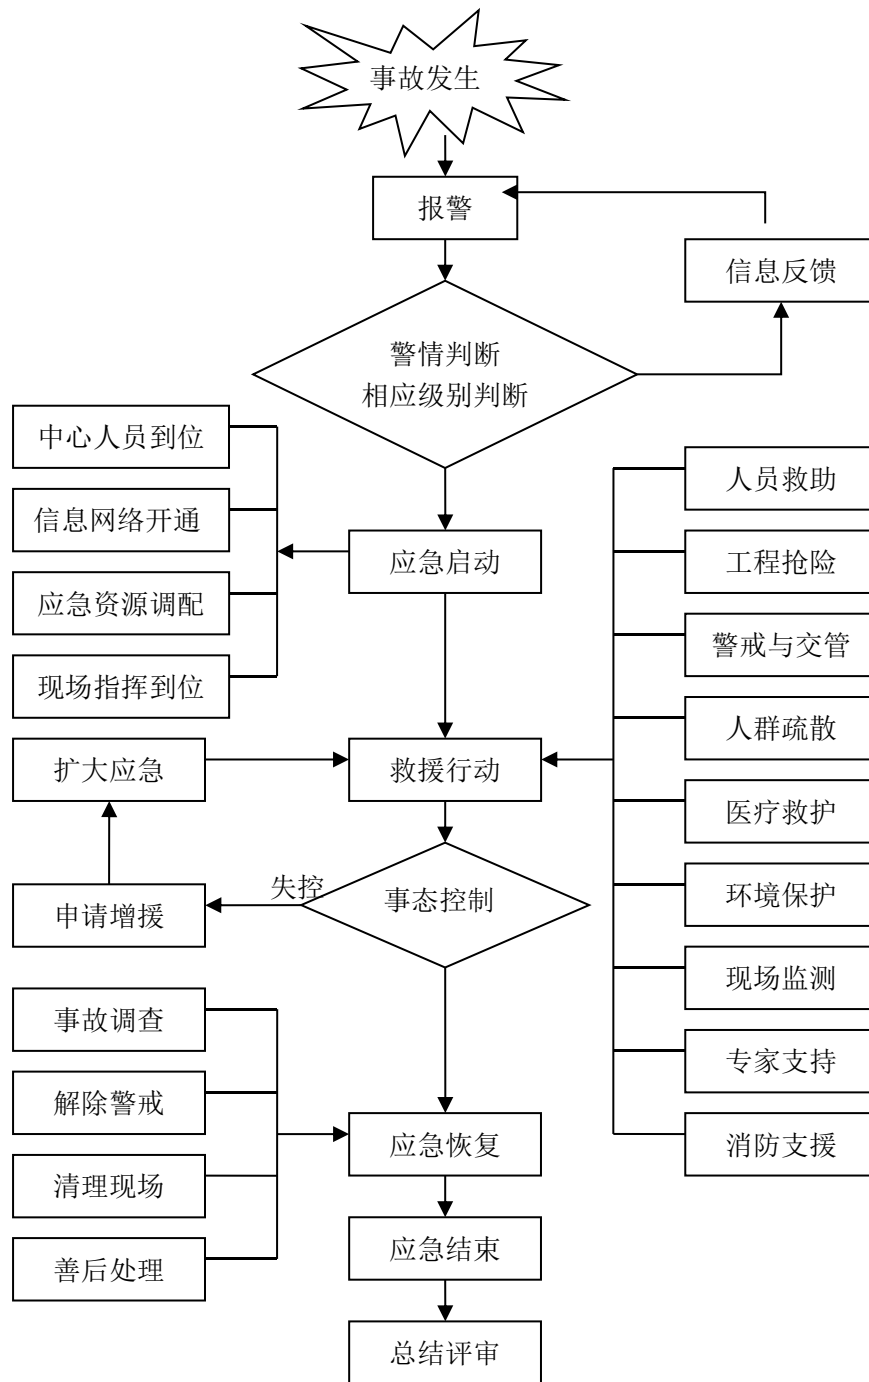 事故发生
报警
信息反馈
警情判断
相应级别判断
中心人员到位
信息网络开通
应急资源调配
现场指挥到位
应急启动
人员救助
工程抢险
警戒与交管
人群疏散
医疗救护
环境保护
现场监测
专家支持
消防支援
扩大应急
救援行动
申请增援
失控
事态控制
事故调查
解除警戒
清理现场
善后处理
应急恢复
应急结束
总结评审